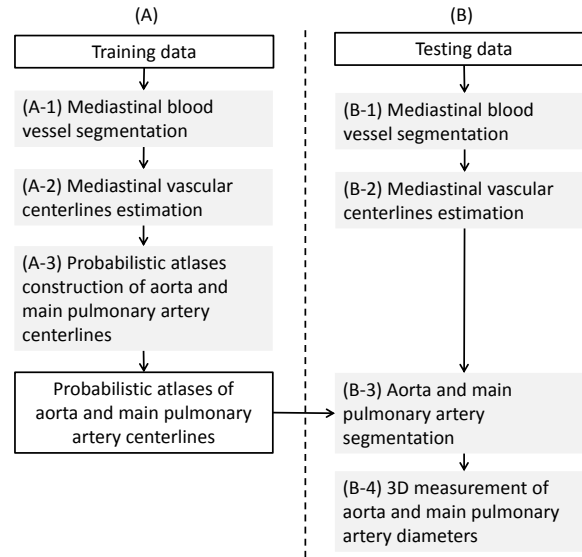 (A)
Training data
(A-1) Mediastinal blood
vessel segmentation
(A-2) Mediastinal vascular
centerlines estimation
(A-3) Probabilistic atlases
construction of aorta and
main pulmonary artery
centerlines
Probabilistic atlases of
aorta and main pulmonary
artery centerlines
(B)
Testing data
(B-1) Mediastinal blood
vessel segmentation
(B-2) Mediastinal vascular
centerlines estimation
(B-3) Aorta and main
pulmonary artery
segmentation
(B-4) 3D measurement of
aorta and main pulmonary
artery diameters